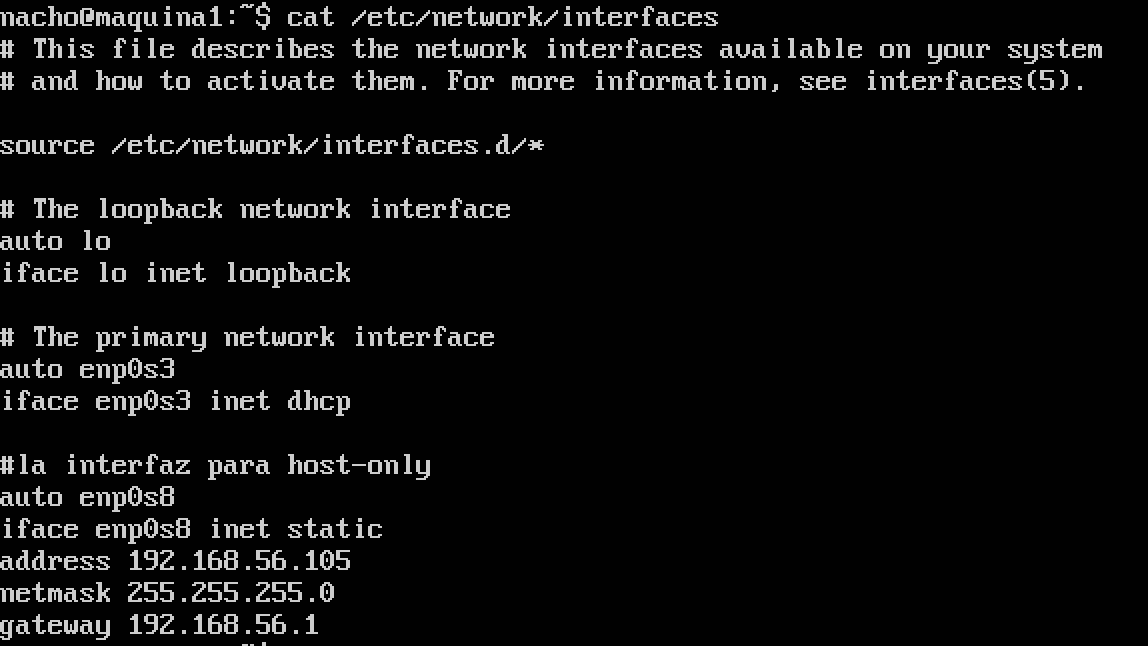 macho@maquina1:~$ cat /etc/network/interfaces
# This file describes the network interfaces available on your system
# and how to activate them. For more information, see interfaces(5).
source /etc/network/interfaces.d/*
# The loopback network interface
auto lo
iface lo inet loopback
# The primary network interface
auto enp0s3
iface enp0s3 inet dhcp
#la interfaz para host-only
auto enp0s8
iface enp0s8 inet static
address 192.168.56.105
netmask 255.255.255.0
gateway 192.168.56.1